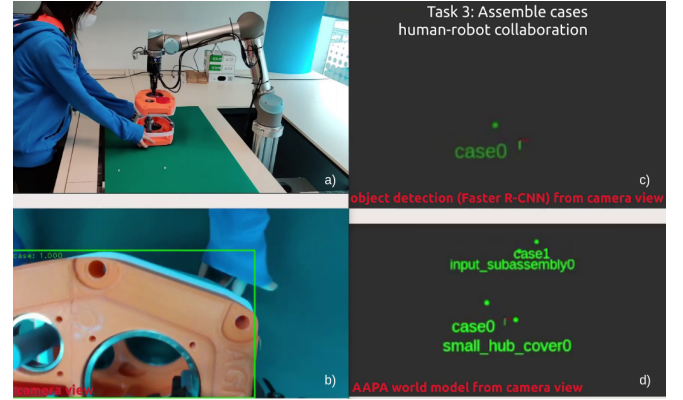 Task 3: Assemble cases
human-robot collaboration
a)
case0
c)
object detection (Faster R-CNN) from camera view
case: 1.000
camera view
b)
case1
input_subassembly0
case0
small_hub_cover0
AAPA world model from camera view
d)